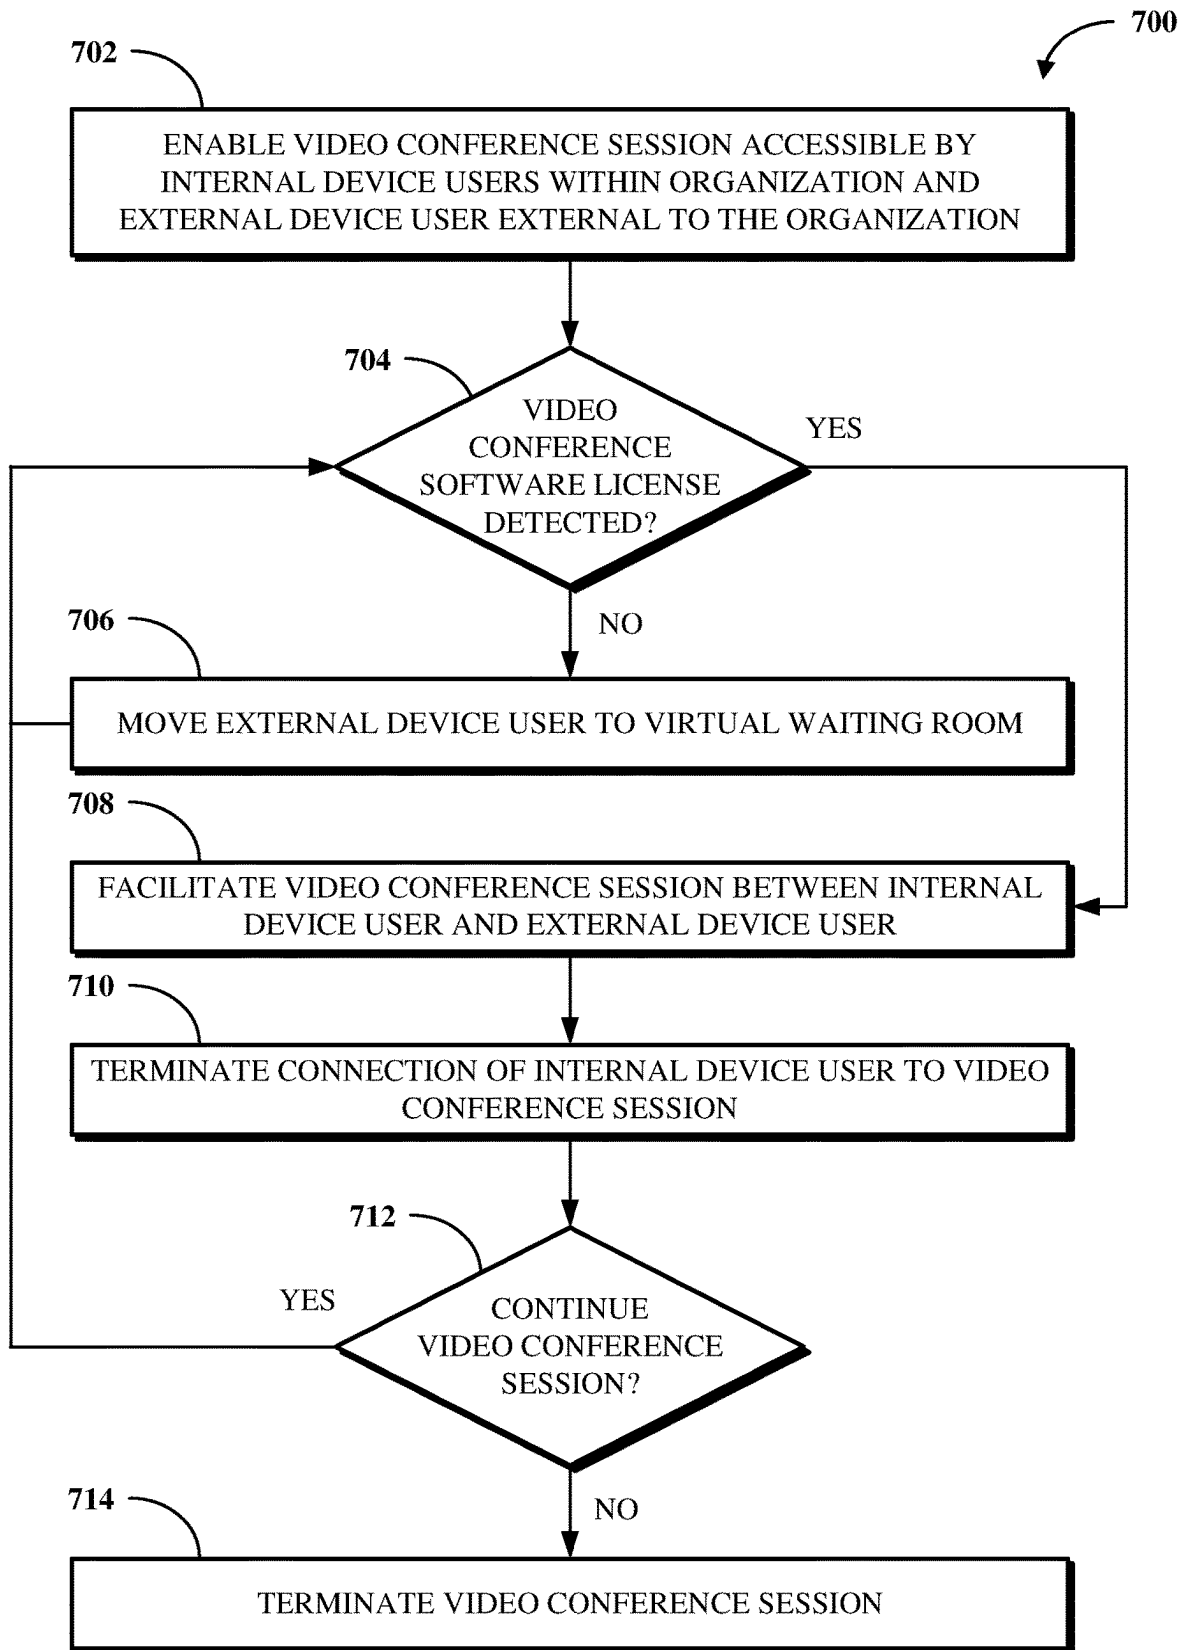 700
702
ENABLE VIDEO CONFERENCE SESSION ACCESSIBLE BY
INTERNAL DEVICE USERS WITHIN ORGANIZATION AND
EXTERNAL DEVICE USER EXTERNAL TO THE ORGANIZATION
704
VIDEO
CONFERENCE
SOFTWARE LICENSE
DETECTED?
YES
NO
706
MOVE EXTERNAL DEVICE USER TO VIRTUAL WAITING ROOM
708
FACILITATE VIDEO CONFERENCE SESSION BETWEEN INTERNAL
DEVICE USER AND EXTERNAL DEVICE USER
710
TERMINATE CONNECTION OF INTERNAL DEVICE USER TO VIDEO
CONFERENCE SESSION
712
YES
CONTINUE
VIDEO CONFERENCE
SESSION?
NO
714
TERMINATE VIDEO CONFERENCE SESSION